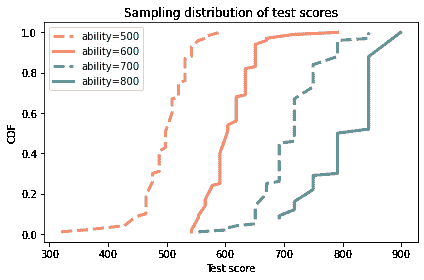 Sampling distribution of test scores
1.0
0.8
0.6
0.4
0.2
0.0
CDF
ability=500
ability=600
ability=700
ability=800
300
400
500
600
700
800
900
Test score